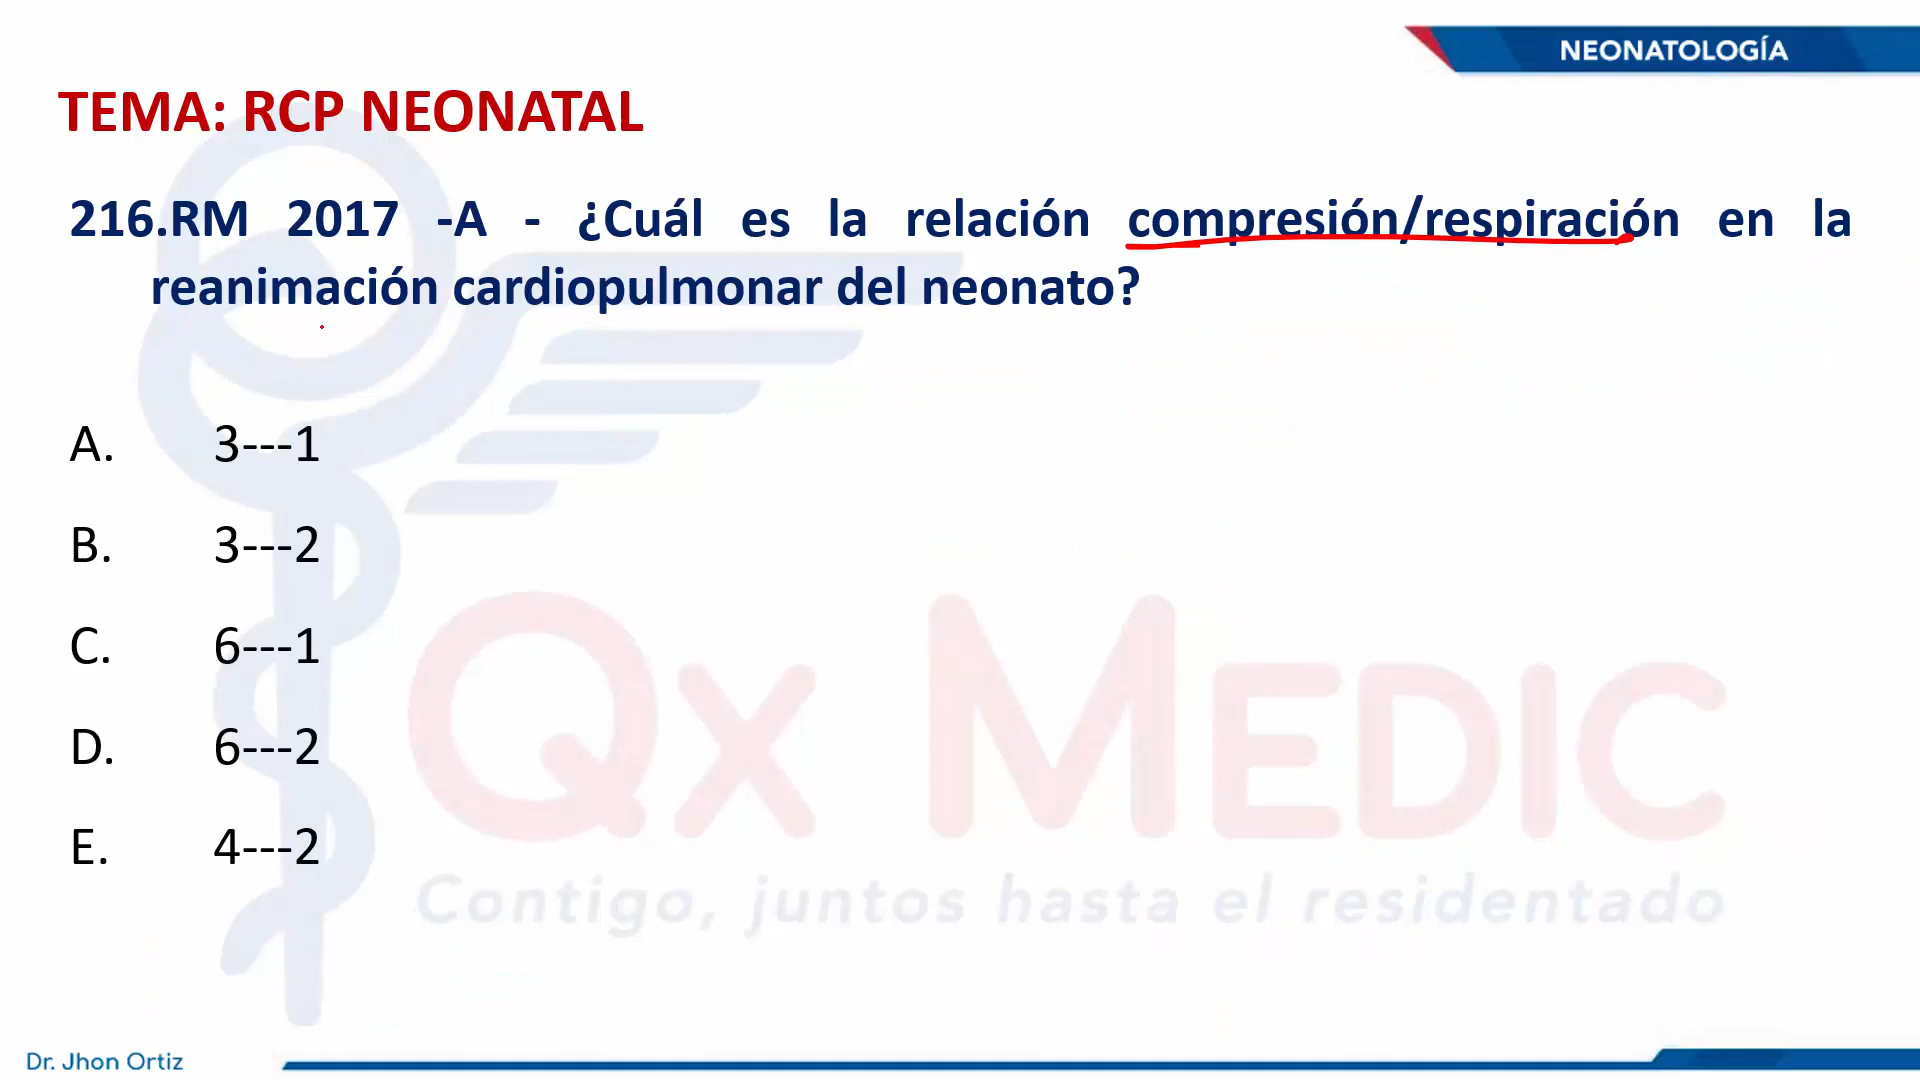 NEONATOLOGÍA
TEMA: RCP NEONATAL
216.RM 2017 -A - ¿Cuál es la relación compresión/respiración en la
reanimación cardiopulmonar del neonato?
A. 3---1
B. 3---2
C. 6---1
D. 6---2
E. 4---2
QX MEDIC
Contigo, juntos hasta el residentado
Dr. Jhon Ortiz